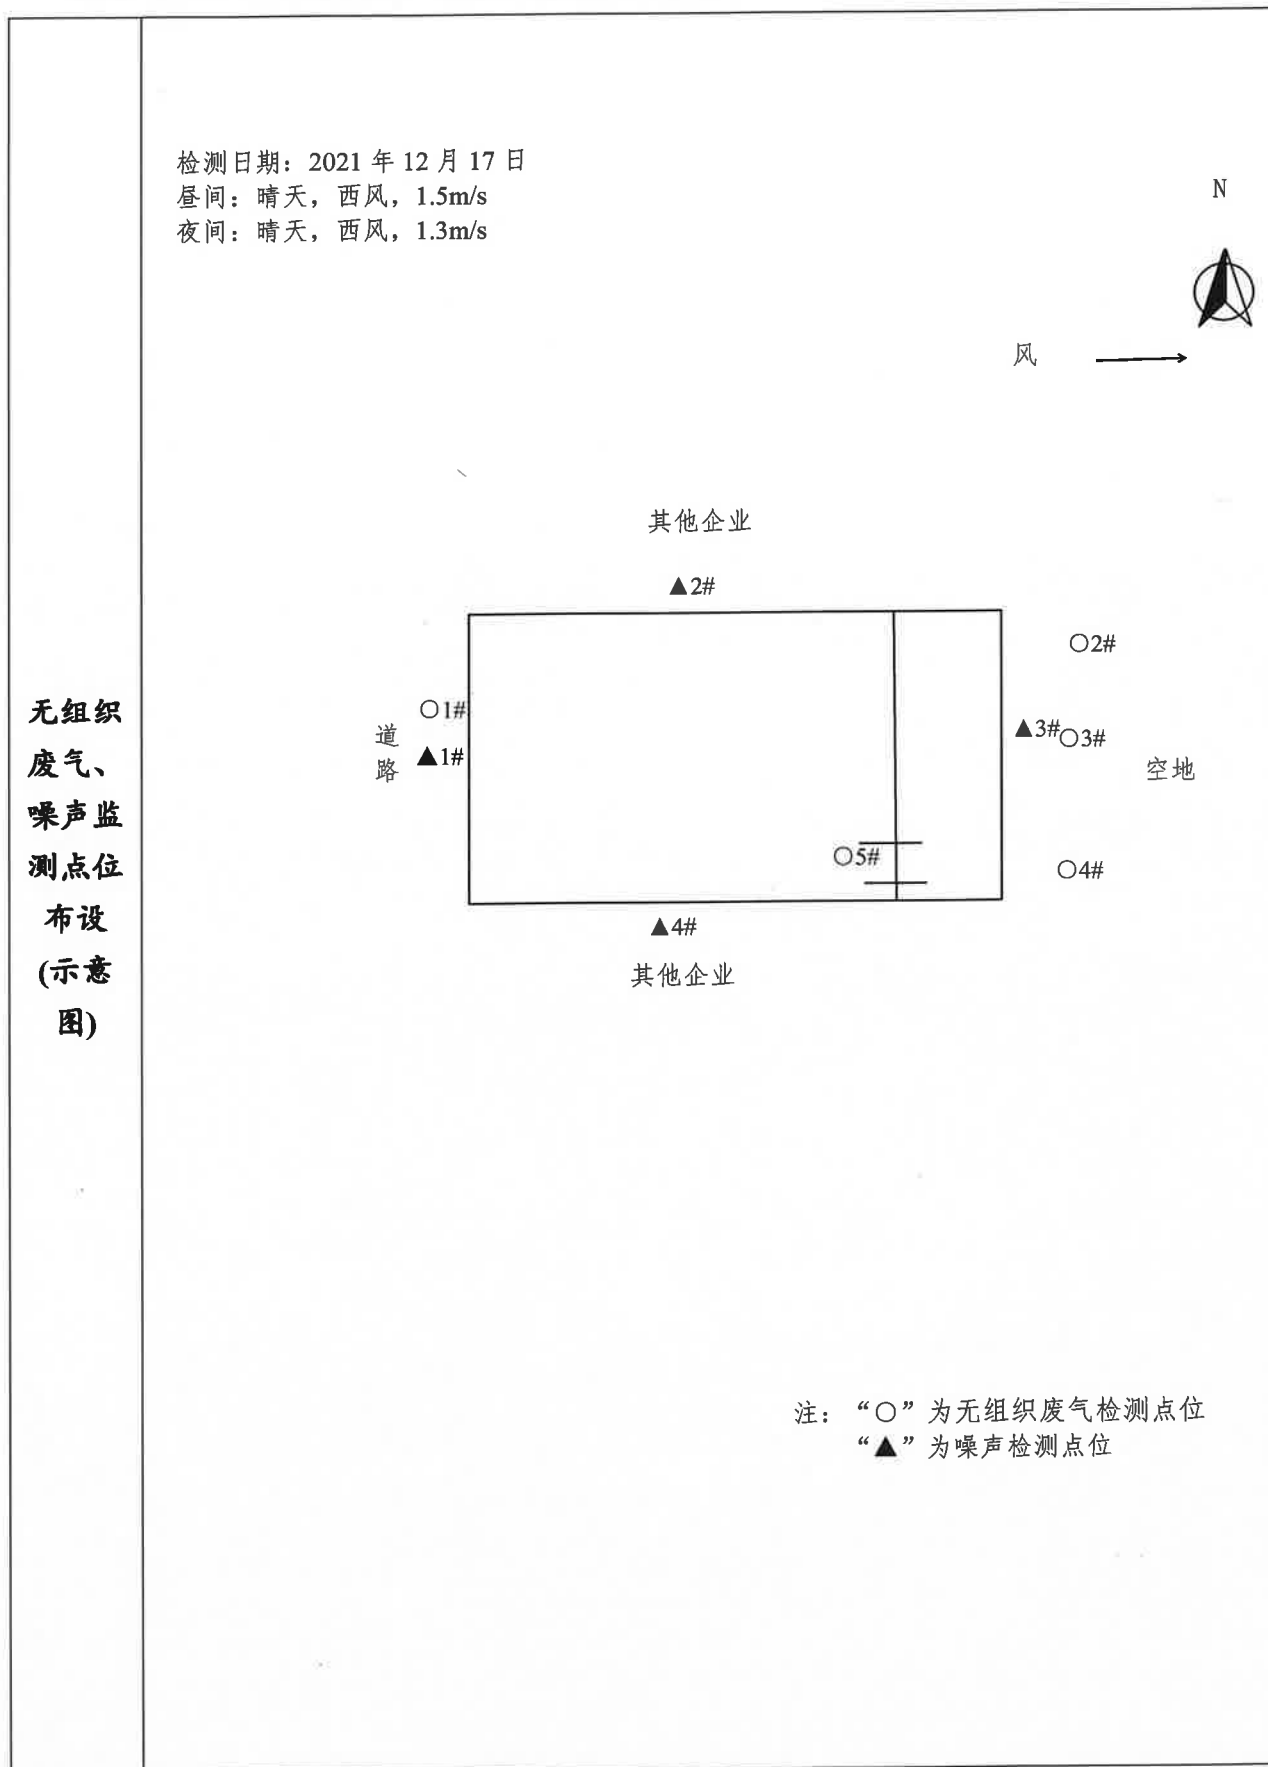 检测日期：2021 年 12 月 17 日
昼间：晴天，西风，1.5m/s
夜间：晴天，西风，1.3m/s
N
风
其他企业
▲2#
○2#
○1#
道路
▲1#
▲3#
○3#
空地
○5#
○4#
▲4#
其他企业
无组织
废气、
噪声监
测点位
布设
(示意
图)
注：“○”为无组织废气检测点位
“▲”为噪声检测点位